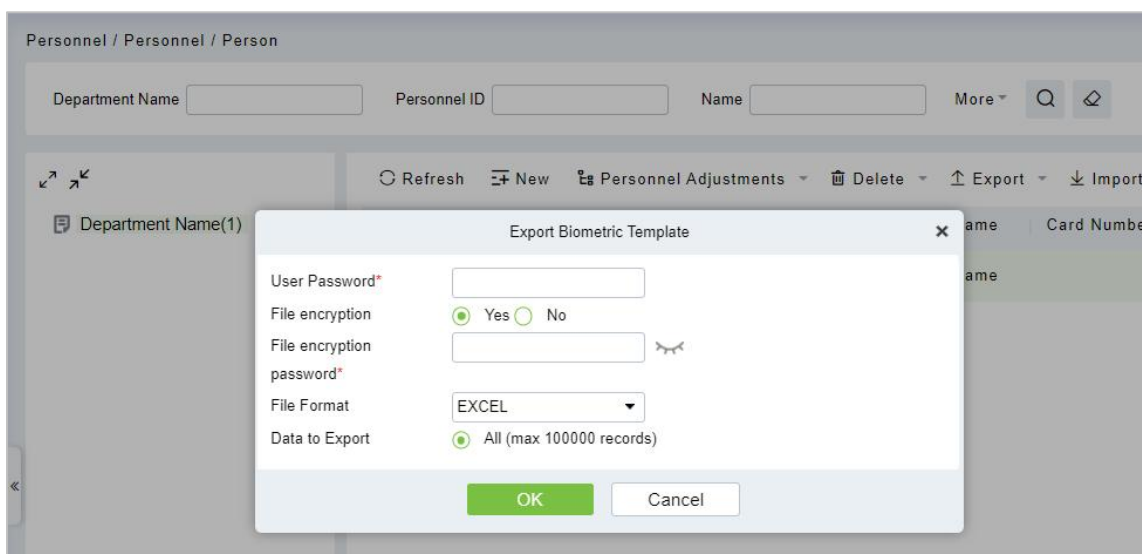 Personnel / Personnel / Person
Department Name Personnel ID Name More
Refresh New Personnel Adjustments Delete Export Import
Department Name(1)
ame Card Numbe
ame
Export Biometric Template
User Password*
File encryption Yes No
File encryption
password*
File Format EXCEL
Data to Export All (max 100000 records)
OK Cancel